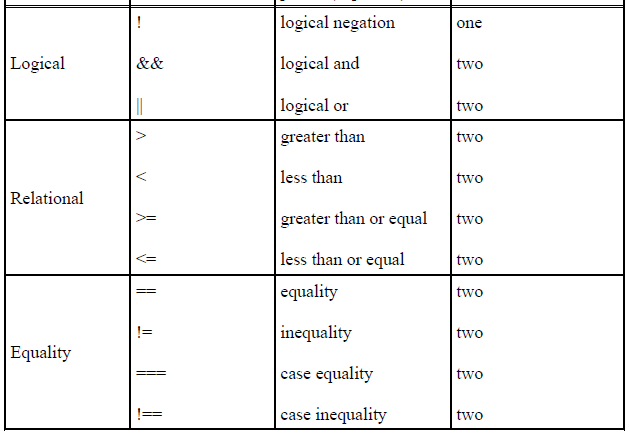 ! logical negation one
Logical && logical and two
|| logical or two
> greater than two
< less than two
Relational
>= greater than or equal two
<= less than or equal two
== equality two
!= inequality two
Equality
=== case equality two
!== case inequality two